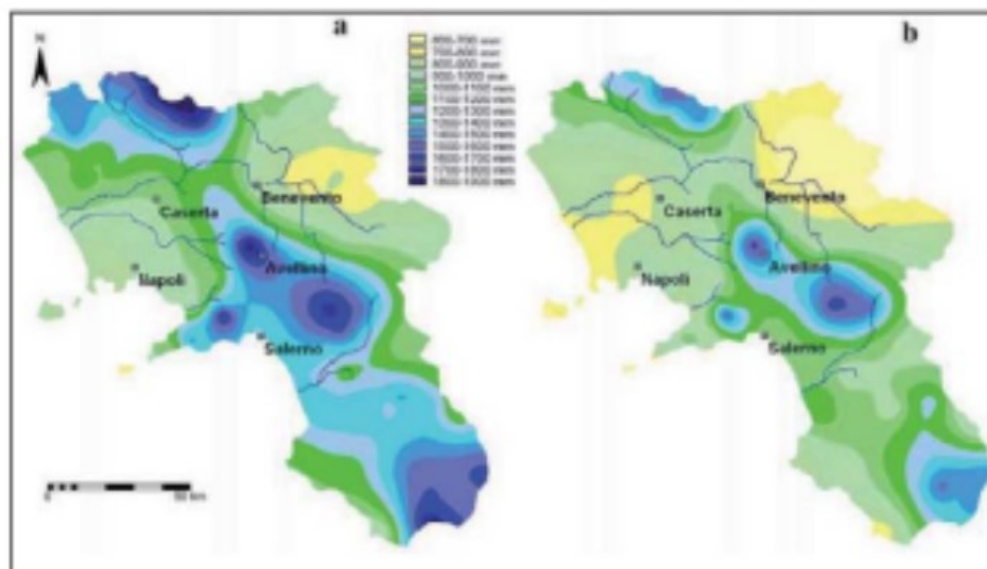 a
b
N
600-700 mm
700-800 mm
800-900 mm
900-1000 mm
1000-1100 mm
1100-1200 mm
1200-1300 mm
1300-1400 mm
1400-1500 mm
1500-1600 mm
1600-1700 mm
1700-1800 mm
1800-1900 mm
Benevento
Caserta
Avellino
Napoli
Salerno
0
50 km
Benevento
Caserta
Avellino
Napoli
Salerno